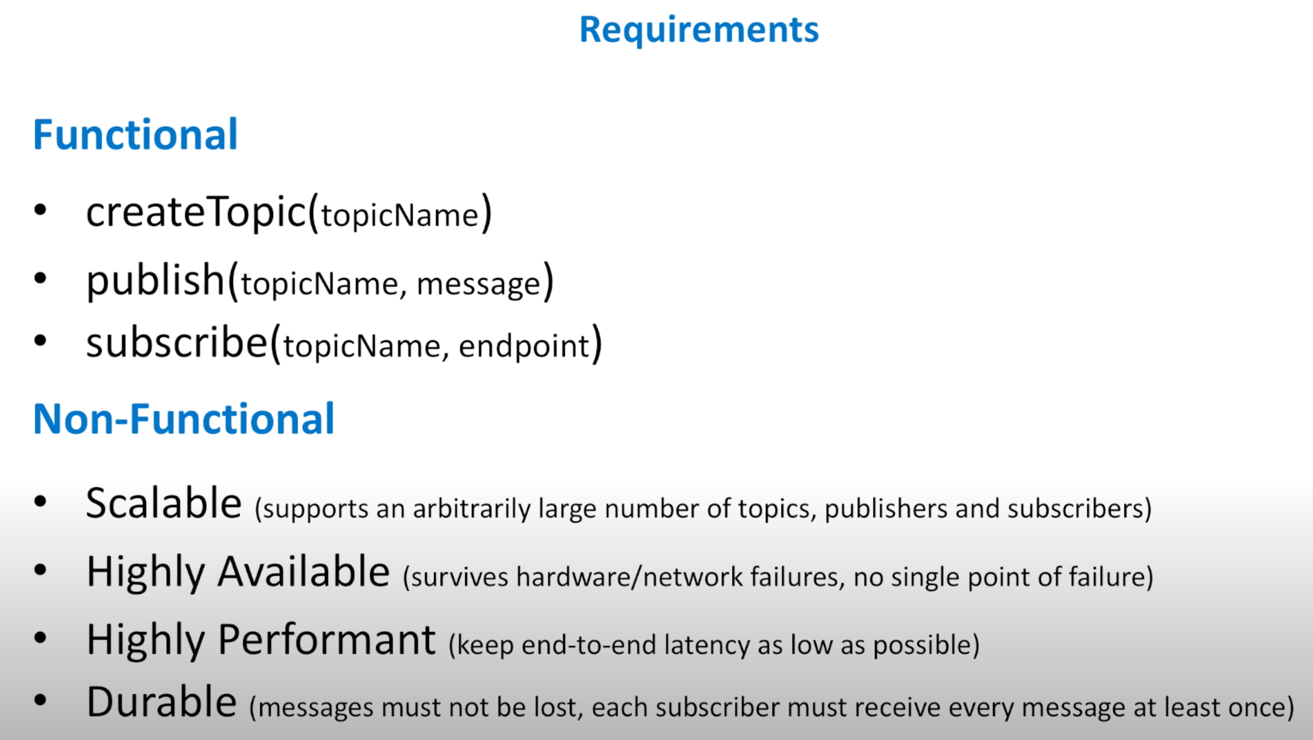 Requirements
Functional
• createTopic(topicName)
• publish(topicName, message)
• subscribe(topicName, endpoint)
Non-Functional
• Scalable (supports an arbitrarily large number of topics, publishers and subscribers)
• Highly Available (survives hardware/network failures, no single point of failure)
• Highly Performant (keep end-to-end latency as low as possible)
• Durable (messages must not be lost, each subscriber must receive every message at least once)